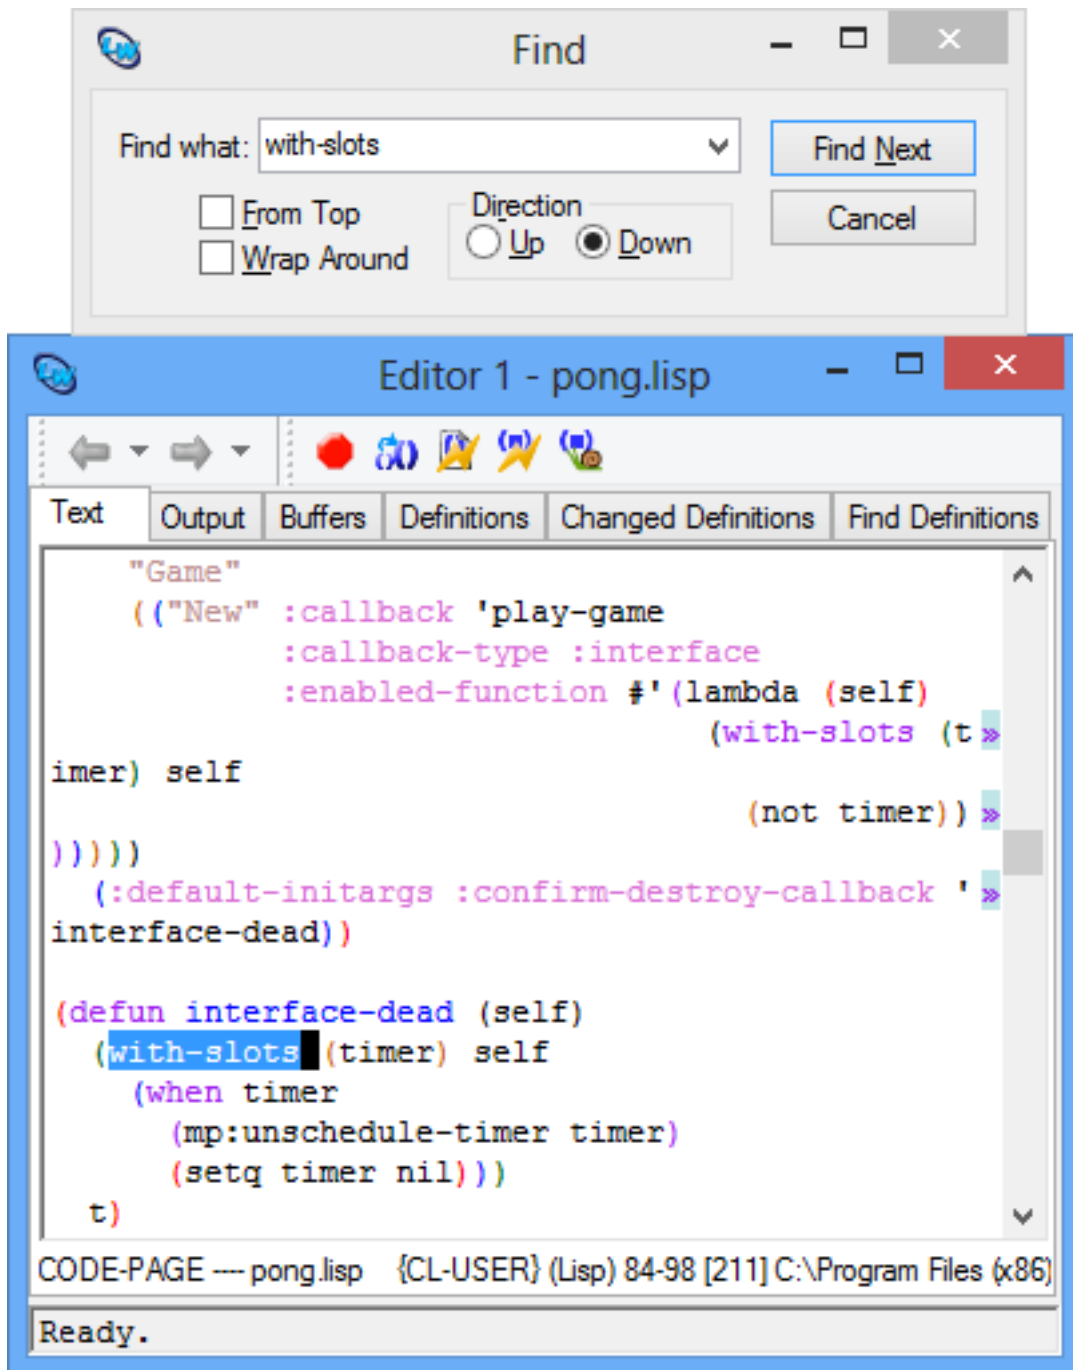 Find
Find what: with-slots
Find Next
From Top
Direction
Cancel
Up Down
Wrap Around
Editor 1 - pong.lisp
Text Output Buffers Definitions Changed Definitions Find Definitions
"Game"
(("New" :callback 'play-game
:callback-type :interface
:enabled-function #'(lambda (self)
(with-slots (t»
imer) self
(not timer))»
)))))
(:default-initargs :confirm-destroy-callback '»
interface-dead))
(defun interface-dead (self)
(with-slots (timer) self
(when timer
(mp:unschedule-timer timer)
(setq timer nil)))
t)
CODE-PAGE ---- pong.lisp {CL-USER} (Lisp) 84-98 [211] C:\Program Files (x86)
Ready.